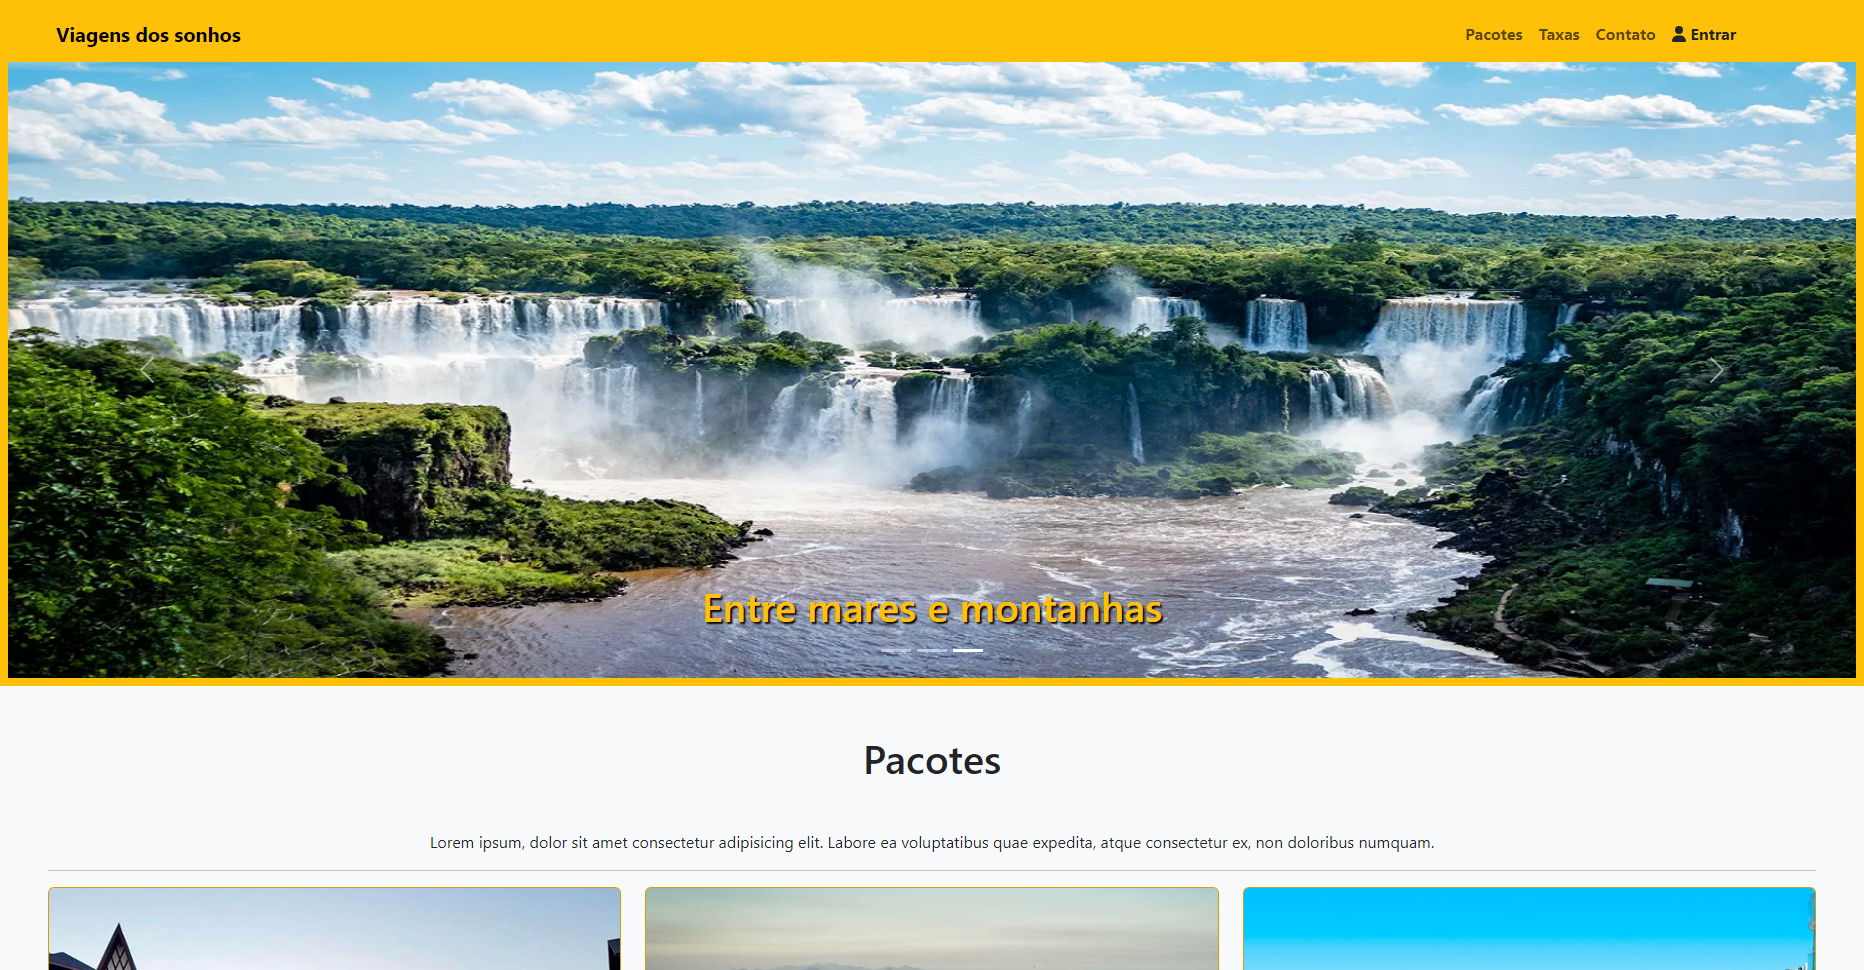 Viagens dos sonhos
Pacotes Taxas Contato Entrar
Entre mares e montanhas
Pacotes
Lorem ipsum, dolor sit amet consectetur adipisicing elit. Labore ea voluptatibus quae expedita, atque consectetur ex, non doloribus numquam.